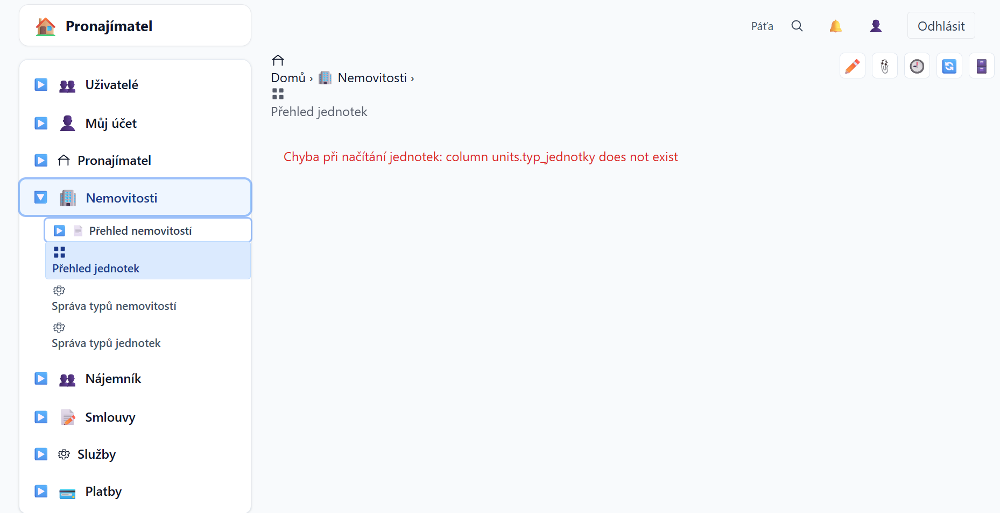 Pronajímatel
Páťa
Odhlásit
Uživatelé
Můj účet
Pronajímatel
Nemovitosti
Přehled nemovitostí
Přehled jednotek
Správa typů nemovitostí
Správa typů jednotek
Nájemník
Smlouvy
Služby
Platby
Domů › Nemovitosti ›
Přehled jednotek
Chyba při načítání jednotek: column units.typ_jednotky does not exist